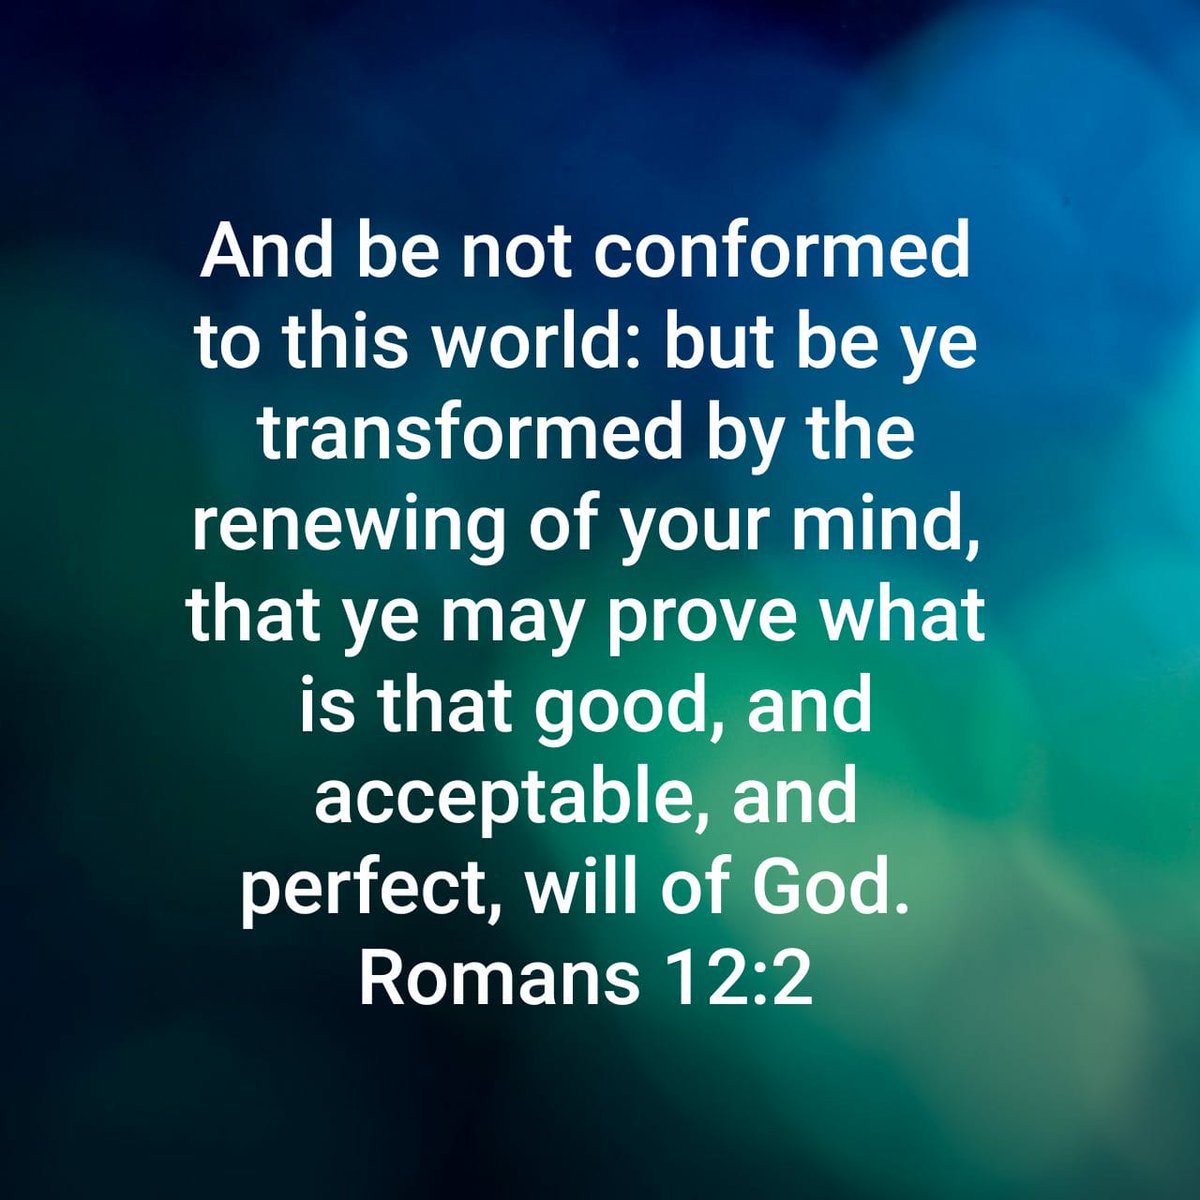 And be not conformed
to this world: but be ye
transformed by the
renewing of your mind,
that ye may prove what
is that good, and
acceptable, and
perfect, will of God.
Romans 12:2